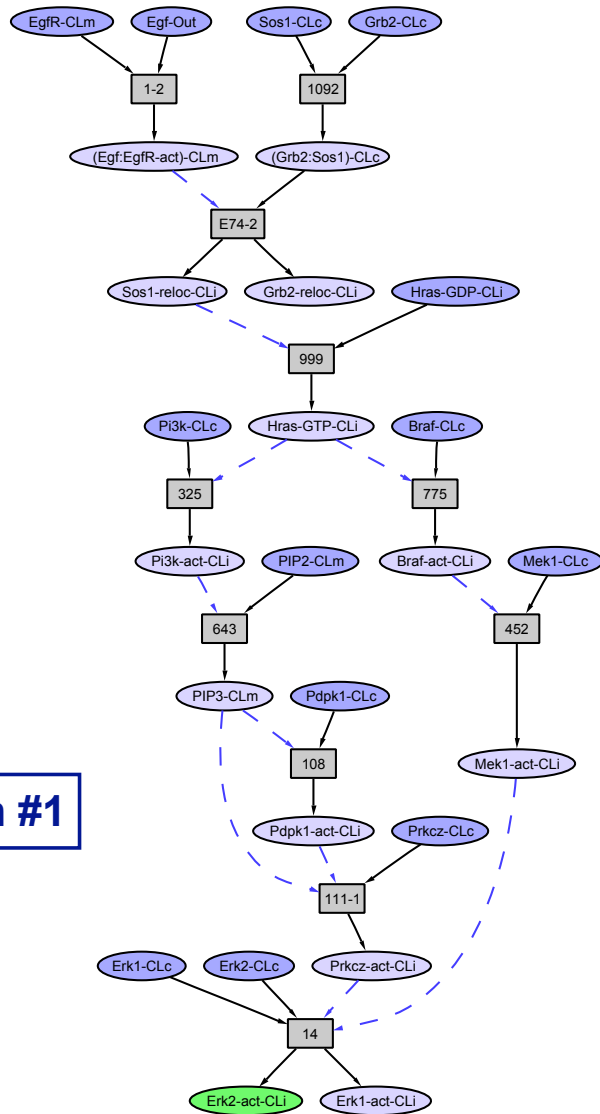 EgfR-CLm
Egf-Out
Sos1-CLc
Grb2-CLc
1-2
1092
(Egf:EgfR-act)-CLm
(Grb2:Sos1)-CLc
E74-2
Sos1-reloc-CLi
Grb2-reloc-CLi
Hras-GDP-CLi
999
Pi3k-CLc
Hras-GTP-CLi
Braf-CLc
325
775
Pi3k-act-CLi
PIP2-CLm
Braf-act-CLi
Mek1-CLc
643
452
PIP3-CLm
Pdpk1-CLc
108
Mek1-act-CLi
#1
Pdpk1-act-CLi
Prkcz-CLc
111-1
Erk1-CLc
Erk2-CLc
Prkcz-act-CLi
14
Erk2-act-CLi
Erk1-act-CLi